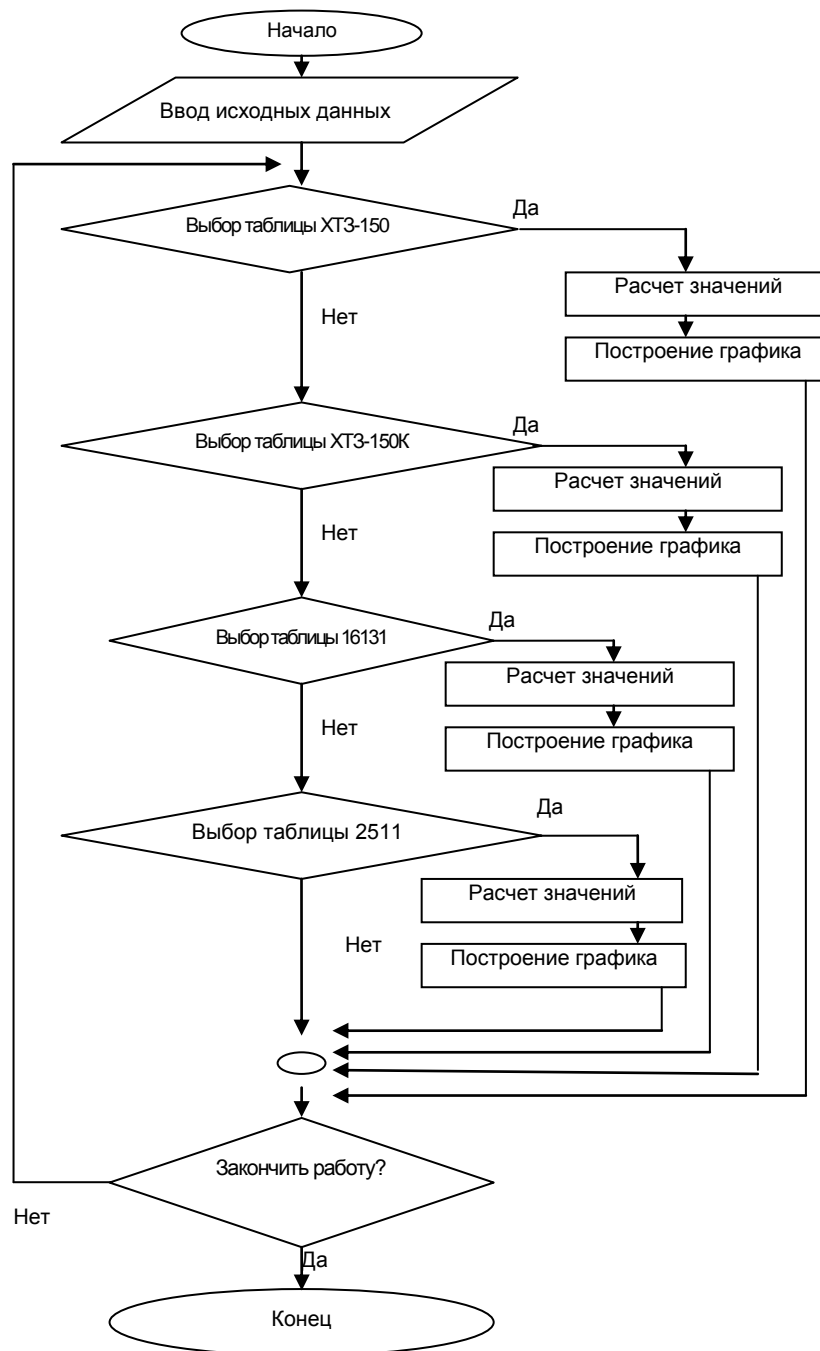 Начало
Ввод исходных данных
Да
Выбор таблицы ХТЗ-150
Расчет значений
Нет
Построение графика
Да
Выбор таблицы ХТЗ-150К
Расчет значений
Нет
Построение графика
Да
Выбор таблицы 16131
Расчет значений
Нет
Построение графика
Да
Выбор таблицы 2511
Расчет значений
Нет
Построение графика
Закончить работу?
Нет
Да
Конец